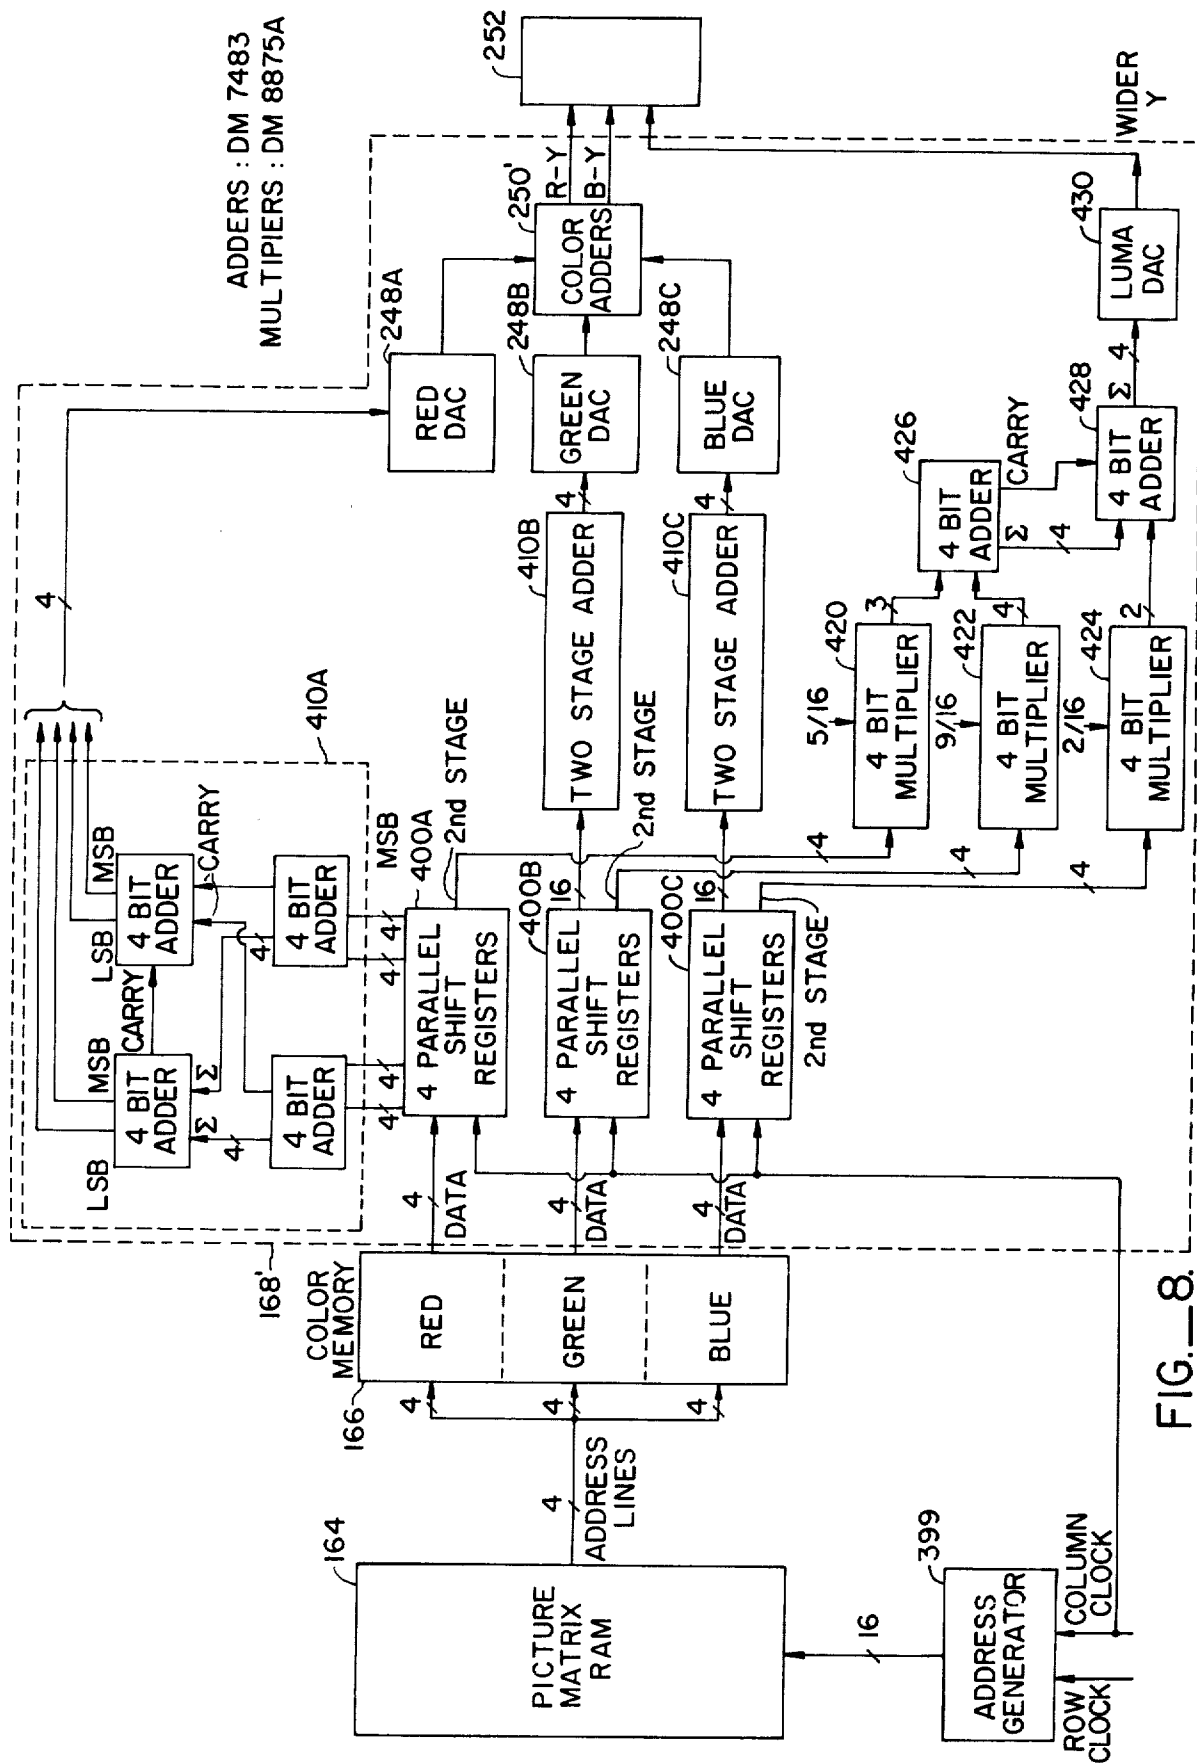 ADDERS : DM 7483
MULTIPIERS : DM 8875A
164
PICTURE
MATRIX
RAM
4
ADDRESS
LINES
16
399
ADDRESS
GENERATOR
ROW
CLOCK
COLUMN
CLOCK
166
COLOR
MEMORY
4
RED
4
GREEN
4
BLUE
168'
4
DATA
4
DATA
4
DATA
410A
LSB
MSB
4 BIT
ADDER
CARRY
LSB
MSB
4 BIT
ADDER
CARRY
Σ
Σ
4
4
4 BIT
ADDER
4 BIT
ADDER
4
4
4
4
MSB
400A
4 PARALLEL
SHIFT
REGISTERS
2nd STAGE
400B
4 PARALLEL
SHIFT
REGISTERS
16
2nd STAGE
400C
4 PARALLEL
SHIFT
REGISTERS
16
2nd STAGE
4
4
4
4
410B
TWO STAGE ADDER
4
410C
TWO STAGE ADDER
4
248A
RED
DAC
248B
GREEN
DAC
248C
BLUE
DAC
250'
COLOR
ADDERS
R-Y
B-Y
252
5/16
420
4 BIT
MULTIPLIER
3
9/16
422
4 BIT
MULTIPLIER
4
2/16
424
4 BIT
MULTIPLIER
2
426
4 BIT
ADDER
Σ
4
CARRY
428
4 BIT
ADDER
Σ
4
430
LUMA
DAC
WIDER
Y
FIG.—8.